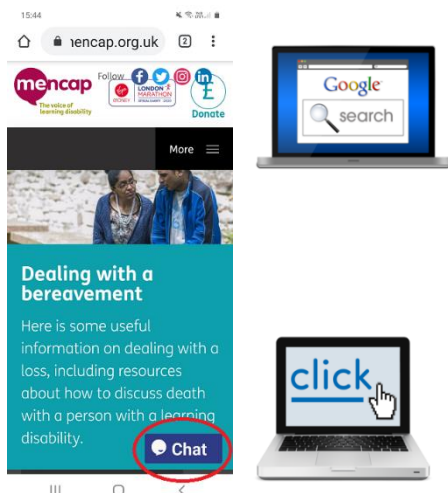 15:44
mencap.org.uk
2
mencap
The voice of
learning disability
Follow
LONDON
MARATHON
Donate
More
Dealing with a
bereavement
Here is some useful
information on dealing with a
loss, including resources
about how to discuss death
with a person with a learning
disability.
Chat
Google
search
click